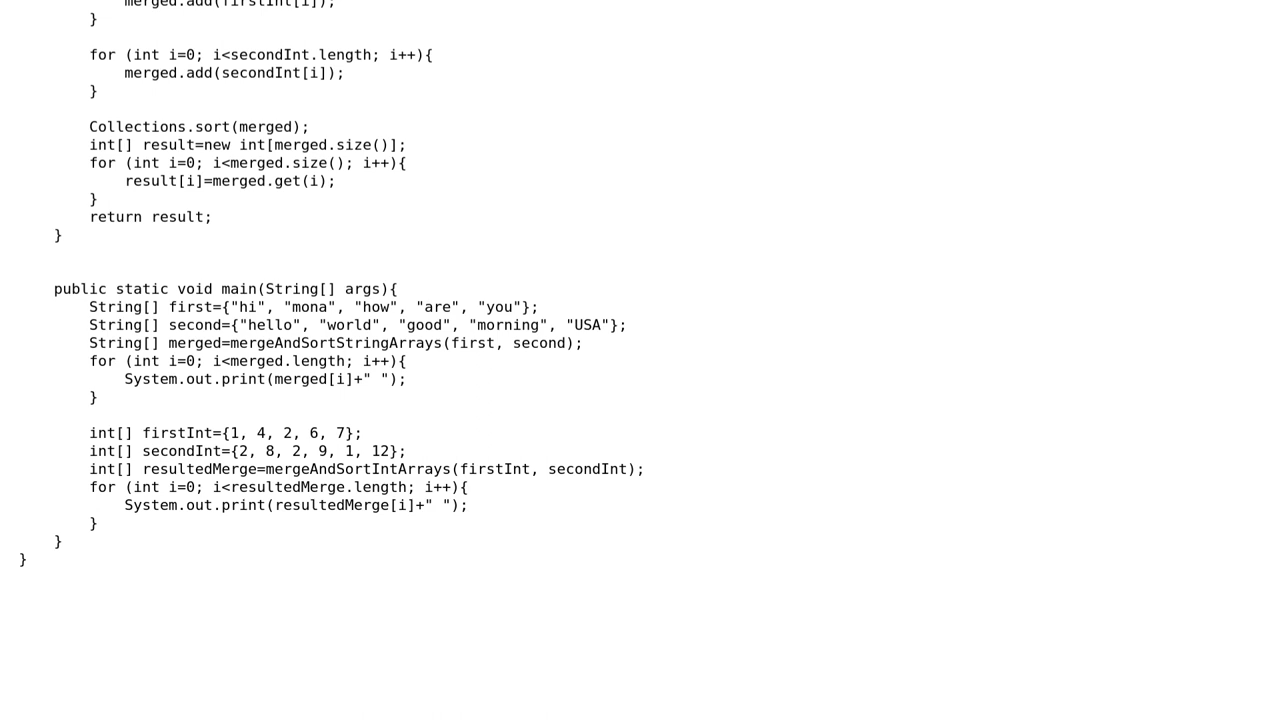 merged.add(firstInt[i]);
        }

        for (int i=0; i<secondInt.length; i++){
            merged.add(secondInt[i]);
        }

        Collections.sort(merged);
        int[] result=new int[merged.size()];
        for (int i=0; i<merged.size(); i++){
            result[i]=merged.get(i);
        }
        return result;
    }


    public static void main(String[] args){
        String[] first={"hi", "mona", "how", "are", "you"};
        String[] second={"hello", "world", "good", "morning", "USA"};
        String[] merged=mergeAndSortStringArrays(first, second);
        for (int i=0; i<merged.length; i++){
            System.out.print(merged[i]+" ");
        }

        int[] firstInt={1, 4, 2, 6, 7};
        int[] secondInt={2, 8, 2, 9, 1, 12};
        int[] resultedMerge=mergeAndSortIntArrays(firstInt, secondInt);
        for (int i=0; i<resultedMerge.length; i++){
            System.out.print(resultedMerge[i]+" ");
        }
    }
}